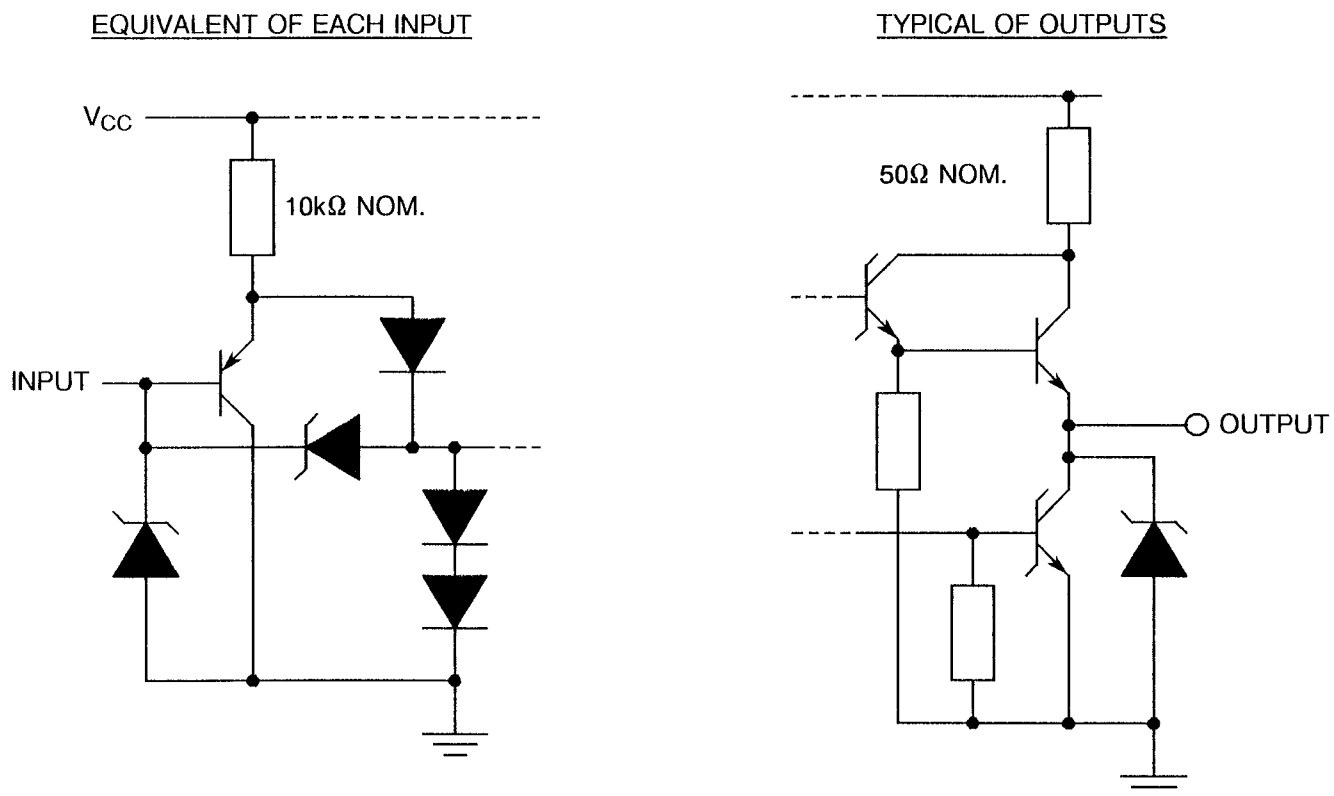 EQUIVALENT OF EACH INPUT
TYPICAL OF OUTPUTS
VCC
10kΩ NOM.
50Ω NOM.
INPUT
OUTPUT